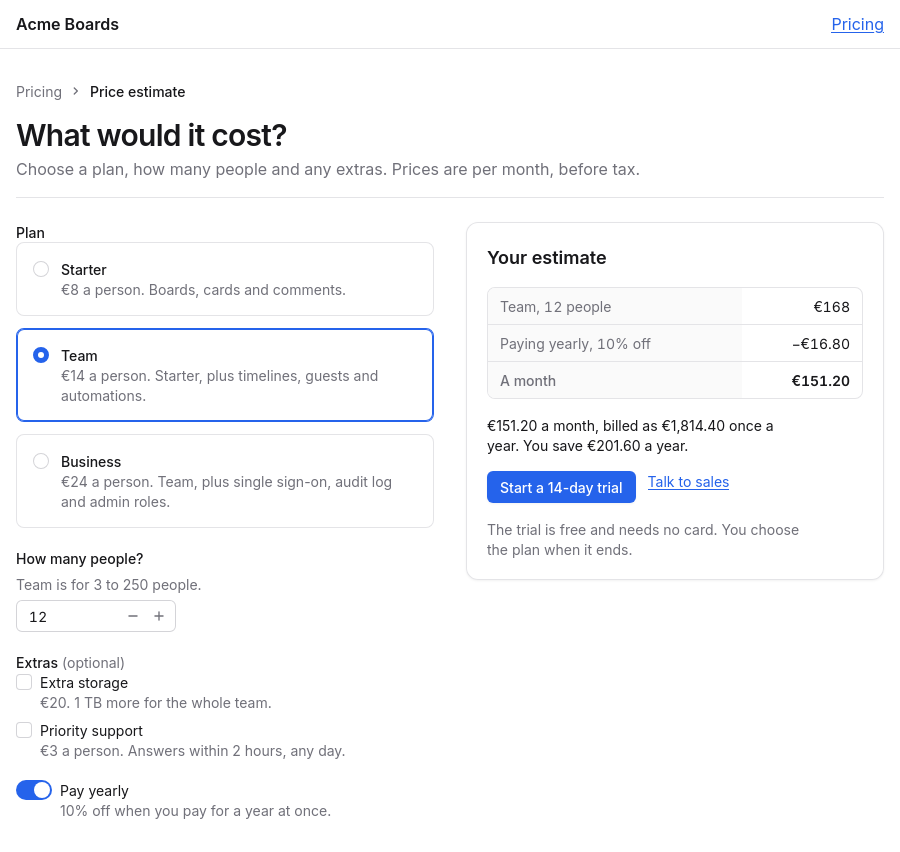 Acme Boards
Pricing
Pricing
Price estimate
What would it cost?
Choose a plan, how many people and any extras. Prices are per month, before tax.
Plan
Starter
€8 a person. Boards, cards and comments.
Team
€14 a person. Starter, plus timelines, guests and
automations.
Business
€24 a person. Team, plus single sign-on, audit log
and admin roles.
How many people?
Team is for 3 to 250 people.
12
Extras (optional)
Extra storage
€20. 1 TB more for the whole team.
Priority support
€3 a person. Answers within 2 hours, any day.
Pay yearly
10% off when you pay for a year at once.
Your estimate
Team, 12 people €168
Paying yearly, 10% off −€16.80
A month €151.20
€151.20 a month, billed as €1,814.40 once a
year. You save €201.60 a year.
Start a 14-day trial
Talk to sales
The trial is free and needs no card. You choose
the plan when it ends.